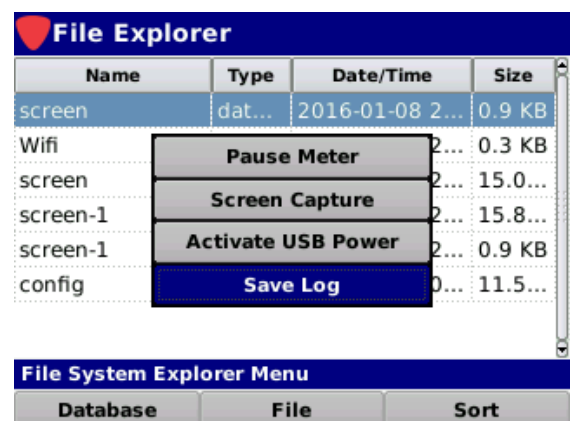 File Explorer
Name Type Date/Time Size
screen dat... 2016-01-08 2... 0.9 KB
Wifi 2... 0.3 KB
screen 2... 15.0...
screen-1 2... 15.8...
screen-1 2... 0.9 KB
config 0... 11.5...
Pause Meter
Screen Capture
Activate USB Power
Save Log
File System Explorer Menu
Database File Sort